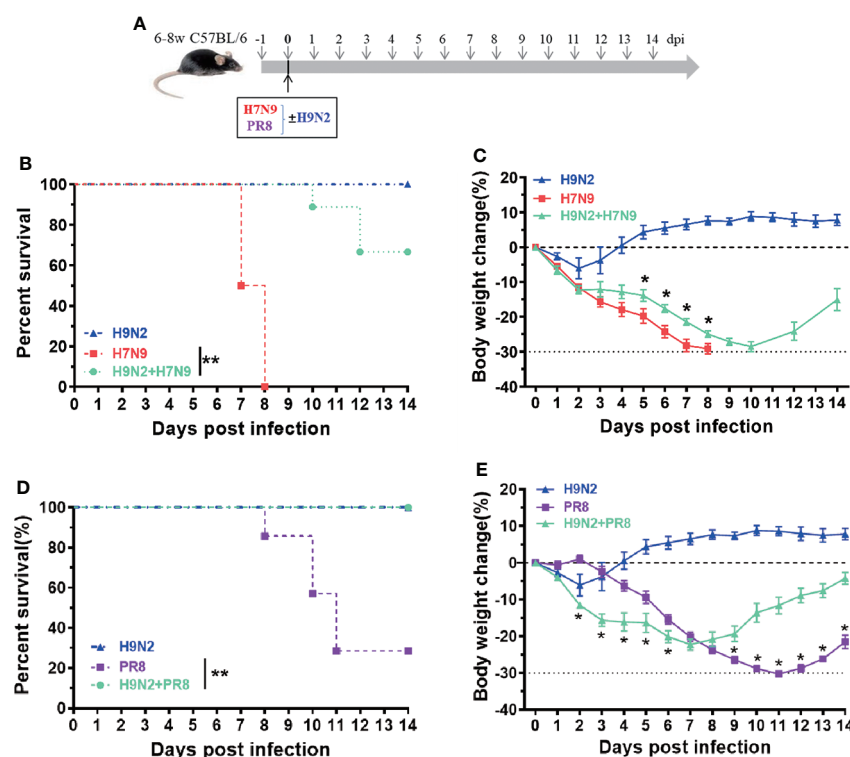 A
6-8w C57BL/6
-1 0 1 2 3 4 5 6 7 8 9 10 11 12 13 14 dpi
H7N9
PR8
±H9N2
B
Percent survival
100
80
60
40
20
0
H9N2
H7N9
H9N2+H7N9
**
0 1 2 3 4 5 6 7 8 9 10 11 12 13 14
Days post infection
C
Body weight change(%)
20
10
0
-10
-20
-30
-40
H9N2
H7N9
H9N2+H7N9
* * * *
0 1 2 3 4 5 6 7 8 9 10 11 12 13 14
Days post infection
D
Percent survival(%)
100
80
60
40
20
0
H9N2
PR8
H9N2+PR8
**
0 1 2 3 4 5 6 7 8 9 10 11 12 13 14
Days post infection
E
Body weight change(%)
20
10
0
-10
-20
-30
-40
H9N2
PR8
H9N2+PR8
* * * * * * * * * * *
0 1 2 3 4 5 6 7 8 9 10 11 12 13 14
Days post infection